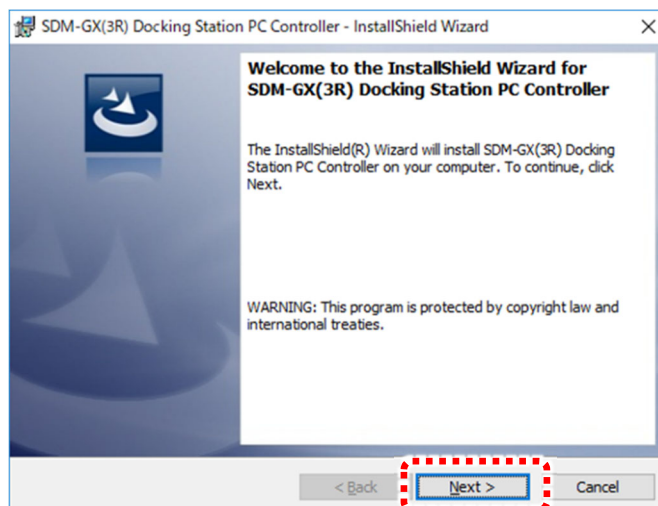 SDM-GX(3R) Docking Station PC Controller - InstallShield Wizard
Welcome to the InstallShield Wizard for
SDM-GX(3R) Docking Station PC Controller
The InstallShield(R) Wizard will install SDM-GX(3R) Docking
Station PC Controller on your computer. To continue, click
Next.
WARNING: This program is protected by copyright law and
international treaties.
< Back Next > Cancel